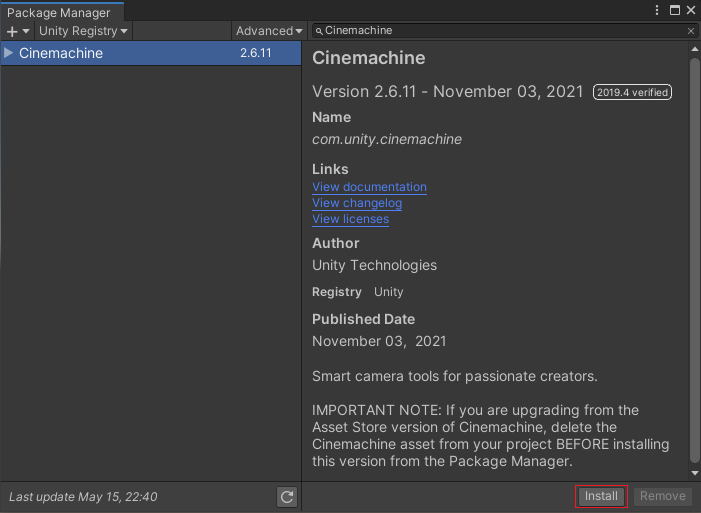 Package Manager
Unity Registry
Advanced
Cinemachine
Cinemachine 2.6.11
Cinemachine
Version 2.6.11 - November 03, 2021 2019.4 verified
Name
com.unity.cinemachine
Links
View documentation
View changelog
View licenses
Author
Unity Technologies
Registry Unity
Published Date
November 03, 2021
Smart camera tools for passionate creators.
IMPORTANT NOTE: If you are upgrading from the
Asset Store version of Cinemachine, delete the
Cinemachine asset from your project BEFORE installing
this version from the Package Manager.
Last update May 15, 22:40
Install Remove